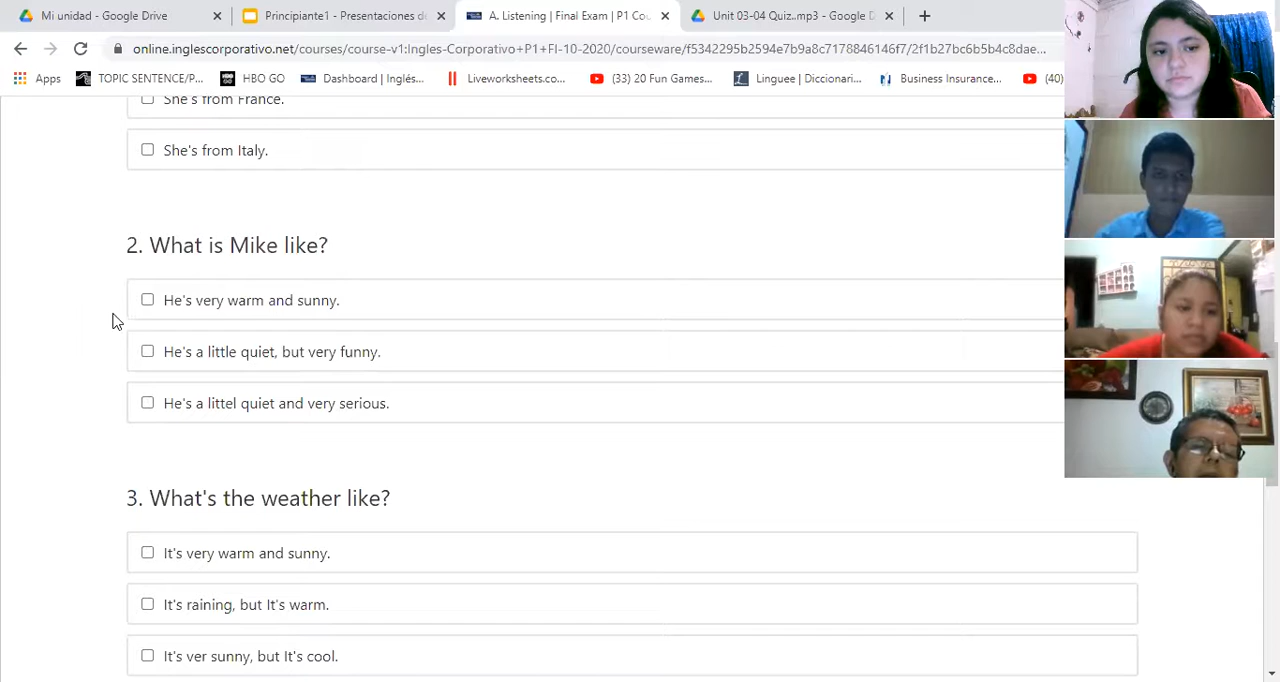 Mi unidad - Google Drive
Principiante1 - Presentaciones de
A. Listening | Final Exam | P1 Cou
Unit 03-04 Quiz..mp3 - Google D
online.inglescorporativo.net/courses/course-v1:Ingles-Corporativo+P1+FI-10-2020/courseware/f5342295b2594e7b9a8c7178846146f7/2f1b27bc6b5b4c8dae...
Apps
TOPIC SENTENCE/P...
HBO GO
Dashboard | Inglés...
Liveworksheets.co...
(33) 20 Fun Games...
Linguee | Diccionari...
Business Insurance...
(40)
She's from France.
She's from Italy.
2. What is Mike like?
He's very warm and sunny.
He's a little quiet, but very funny.
He's a littel quiet and very serious.
3. What's the weather like?
It's very warm and sunny.
It's raining, but It's warm.
It's ver sunny, but It's cool.